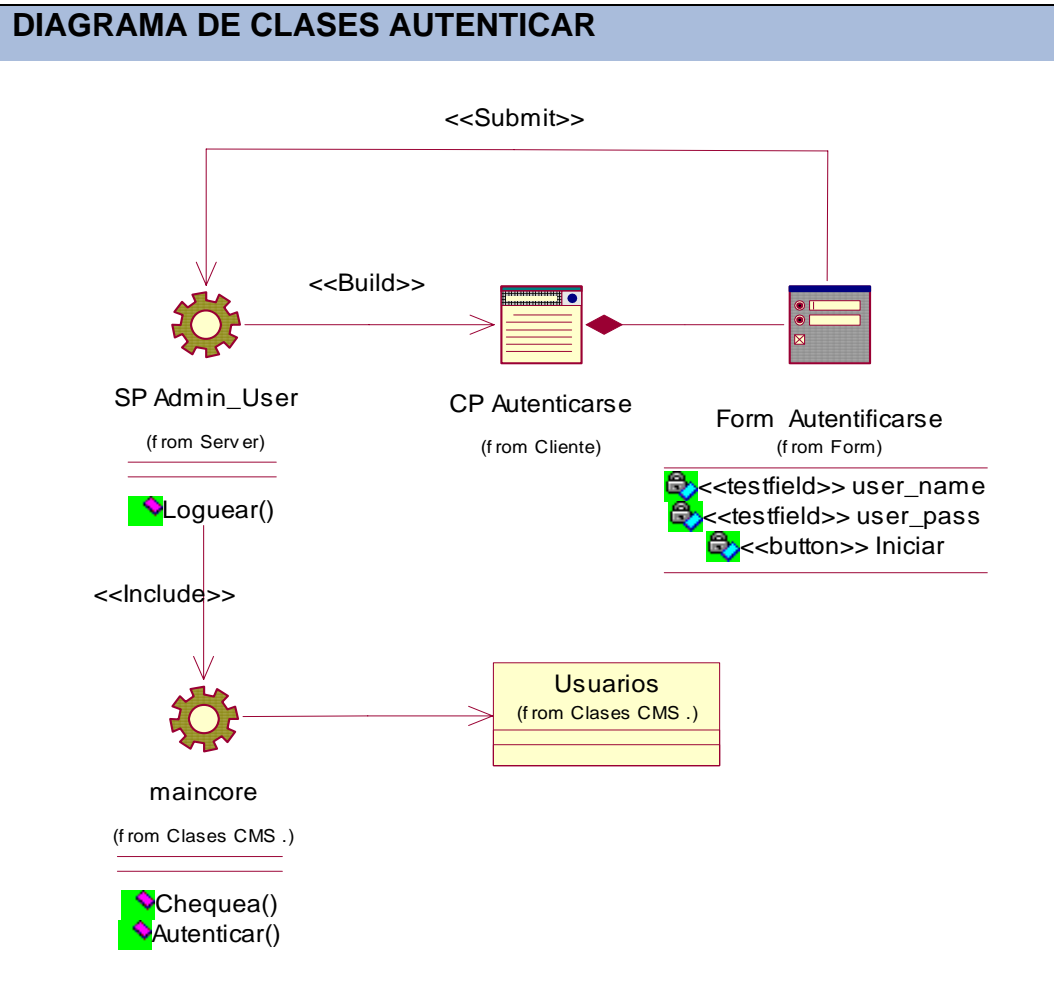 DIAGRAMA DE CLASES AUTENTICAR
<<Submit>>
<<Build>>
SP Admin_User
(from Server)
Loguear()
CP Autenticarse
(from Cliente)
Form Autentificarse
(from Form)
<<testfield>> user_name
<<testfield>> user_pass
<<button>> Iniciar
<<Include>>
Usuarios
(from Clases CMS .)
maincore
(from Clases CMS .)
Chequea()
Autenticar()